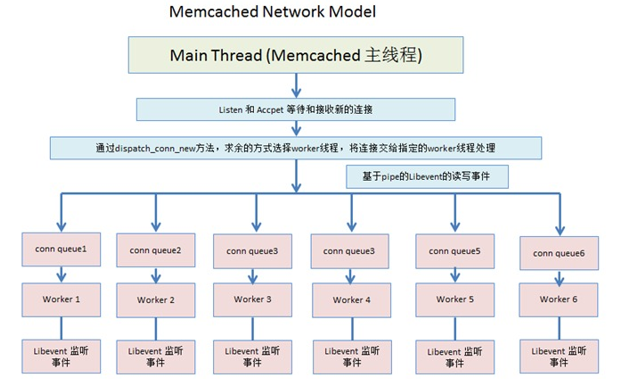 Memcached Network Model
Main Thread (Memcached 主线程)
Listen 和 Accpet 等待和接收新的连接
通过dispatch_conn_new方法，求余的方式选择worker线程，将连接交给指定的worker线程处理
基于pipe的Libevent的读写事件
conn queue1
conn queue2
conn queue3
conn queue3
conn queue5
conn queue6
Worker 1
Worker 2
Worker 3
Worker 4
Worker 5
Worker 6
Libevent 监听
事件
Libevent 监听
事件
Libevent 监听
事件
Libevent 监听
事件
Libevent 监听
事件
Libevent 监听
事件